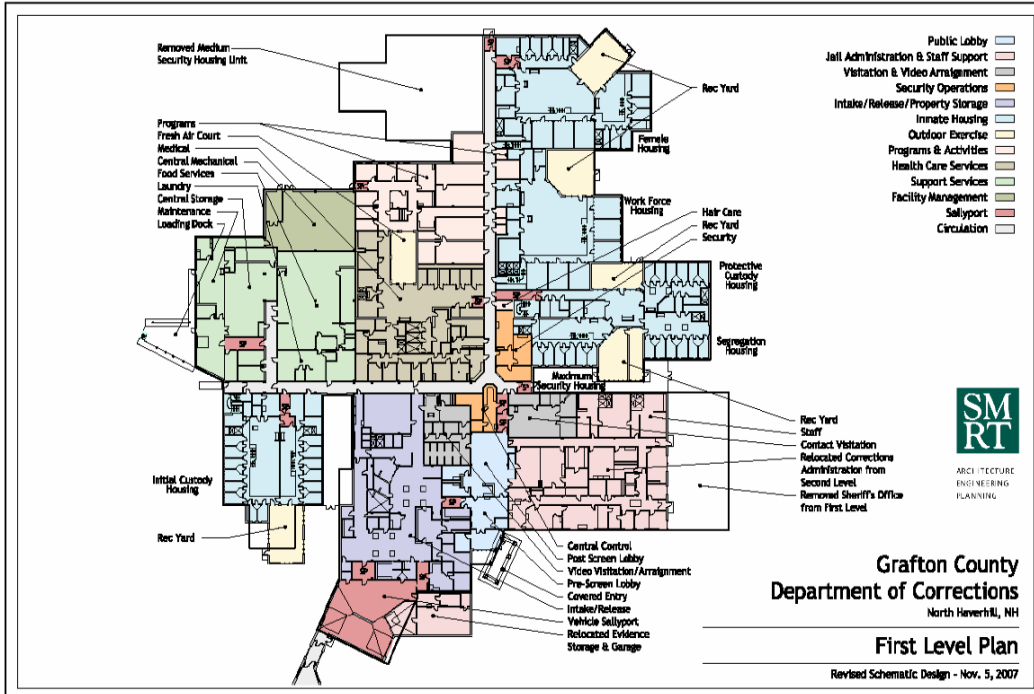 Removed Medium
Security Housing Unit
Programs
Fresh Air Court
Medical
Central Mechanical
Food Services
Laundry
Central Storage
Maintenance
Loading Dock
Initial Custody
Housing
Rec Yard
Rec Yard
Female
Housing
Work Force
Housing
Hair Care
Rec Yard
Security
Protective
Custody
Housing
Segregation
Housing
Maximum
Security Housing
Rec Yard
Staff
Contact Visitation
Relocated Corrections
Administration from
Second Level
Removed Sheriff's Office
from First Level
Central Control
Post Screen Lobby
Video Visitation/Arraignment
Pre-Screen Lobby
Covered Entry
Intake/Release
Vehicle Sallyport
Relocated Evidence
Storage & Garage
Public Lobby
Jail Administration & Staff Support
Visitation & Video Arraignment
Security Operations
Intake/Release/Property Storage
Inmate Housing
Outdoor Exercise
Programs & Activities
Health Care Services
Support Services
Facility Management
Sallyport
Circulation
SM
RT
ARCHITECTURE
ENGINEERING
PLANNING
Grafton County
Department of Corrections
North Haverhill, NH
First Level Plan
Revised Schematic Design - Nov. 5, 2007